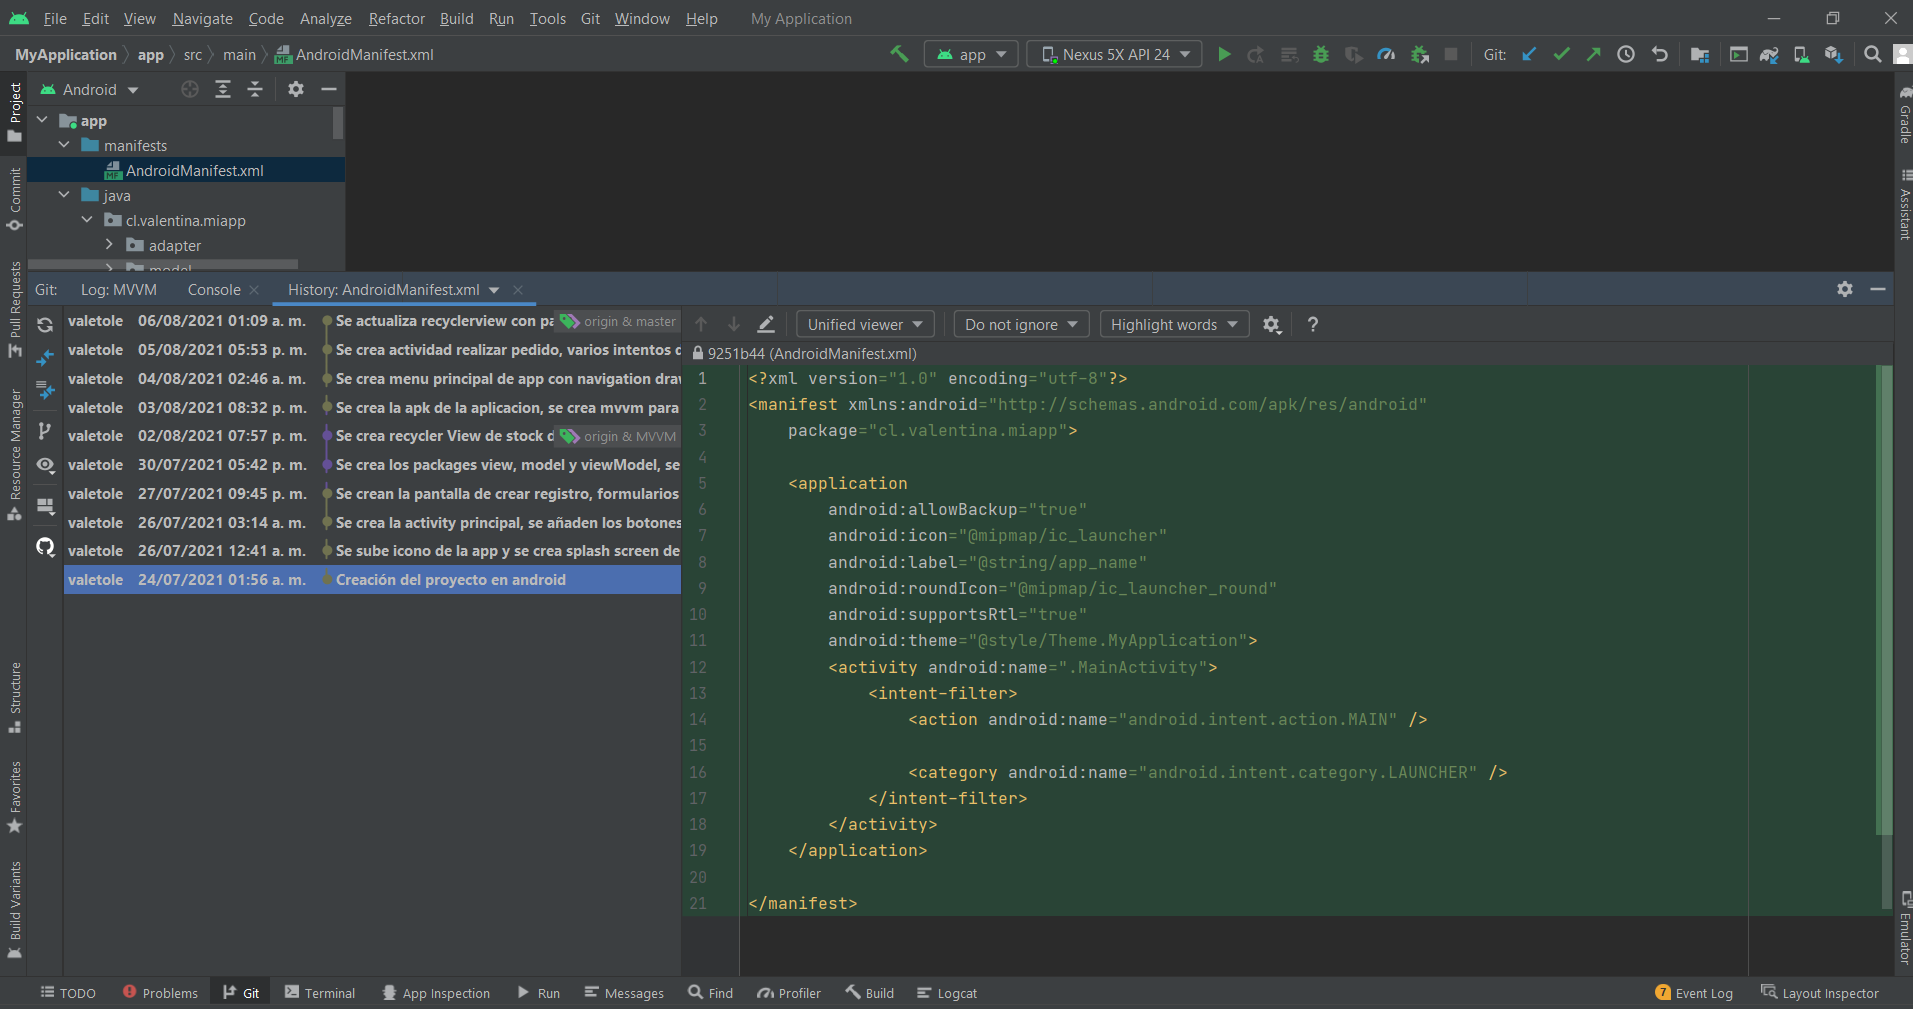 File Edit View Navigate Code Analyze Refactor Build Run Tools Git Window Help My Application
MyApplication app src main AndroidManifest.xml app Nexus 5X API 24 Git:
Android
app
manifests
AndroidManifest.xml
java
cl.valentina.miapp
adapter
model
Project
Commit
Pull Requests
Resource Manager
Structure
Favorites
Build Variants
Gradle
Assistant
Emulator
Git: Log: MVVM Console History: AndroidManifest.xml
valetole 06/08/2021 01:09 a. m. Se actualiza recyclerview con pa origin & master
valetole 05/08/2021 05:53 p. m. Se crea actividad realizar pedido, varios intentos d
valetole 04/08/2021 02:46 a. m. Se crea menu principal de app con navigation draw
valetole 03/08/2021 08:32 p. m. Se crea la apk de la aplicacion, se crea mvvm para
valetole 02/08/2021 07:57 p. m. Se crea recycler View de stock d origin & MVVM
valetole 30/07/2021 05:42 p. m. Se crea los packages view, model y viewModel, se
valetole 27/07/2021 09:45 p. m. Se crean la pantalla de crear registro, formularios
valetole 26/07/2021 03:14 a. m. Se crea la activity principal, se añaden los botones
valetole 26/07/2021 12:41 a. m. Se sube icono de la app y se crea splash screen de
valetole 24/07/2021 01:56 a. m. Creación del proyecto en android
Unified viewer Do not ignore Highlight words ?
9251b44 (AndroidManifest.xml)
1 <?xml version="1.0" encoding="utf-8"?>
2 <manifest xmlns:android="http://schemas.android.com/apk/res/android"
3 package="cl.valentina.miapp">
4
5 <application
6 android:allowBackup="true"
7 android:icon="@mipmap/ic_launcher"
8 android:label="@string/app_name"
9 android:roundIcon="@mipmap/ic_launcher_round"
10 android:supportsRtl="true"
11 android:theme="@style/Theme.MyApplication">
12 <activity android:name=".MainActivity">
13 <intent-filter>
14 <action android:name="android.intent.action.MAIN" />
15
16 <category android:name="android.intent.category.LAUNCHER" />
17 </intent-filter>
18 </activity>
19 </application>
20
21 </manifest>
TODO Problems Git Terminal App Inspection Run Messages Find Profiler Build Logcat 7 Event Log Layout Inspector